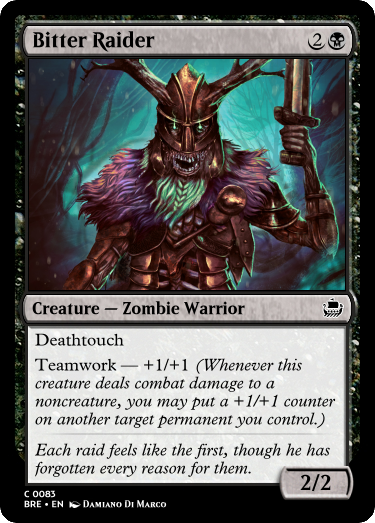 Bitter Raider 2
Creature — Zombie Warrior
Deathtouch
Teamwork — +1/+1 (Whenever this
creature deals combat damage to a
noncreature, you may put a +1/+1 counter
on another target permanent you control.)
Each raid feels like the first, though he has
forgotten every reason for them.
2/2
C 0083
BRE • EN Damiano Di Marco